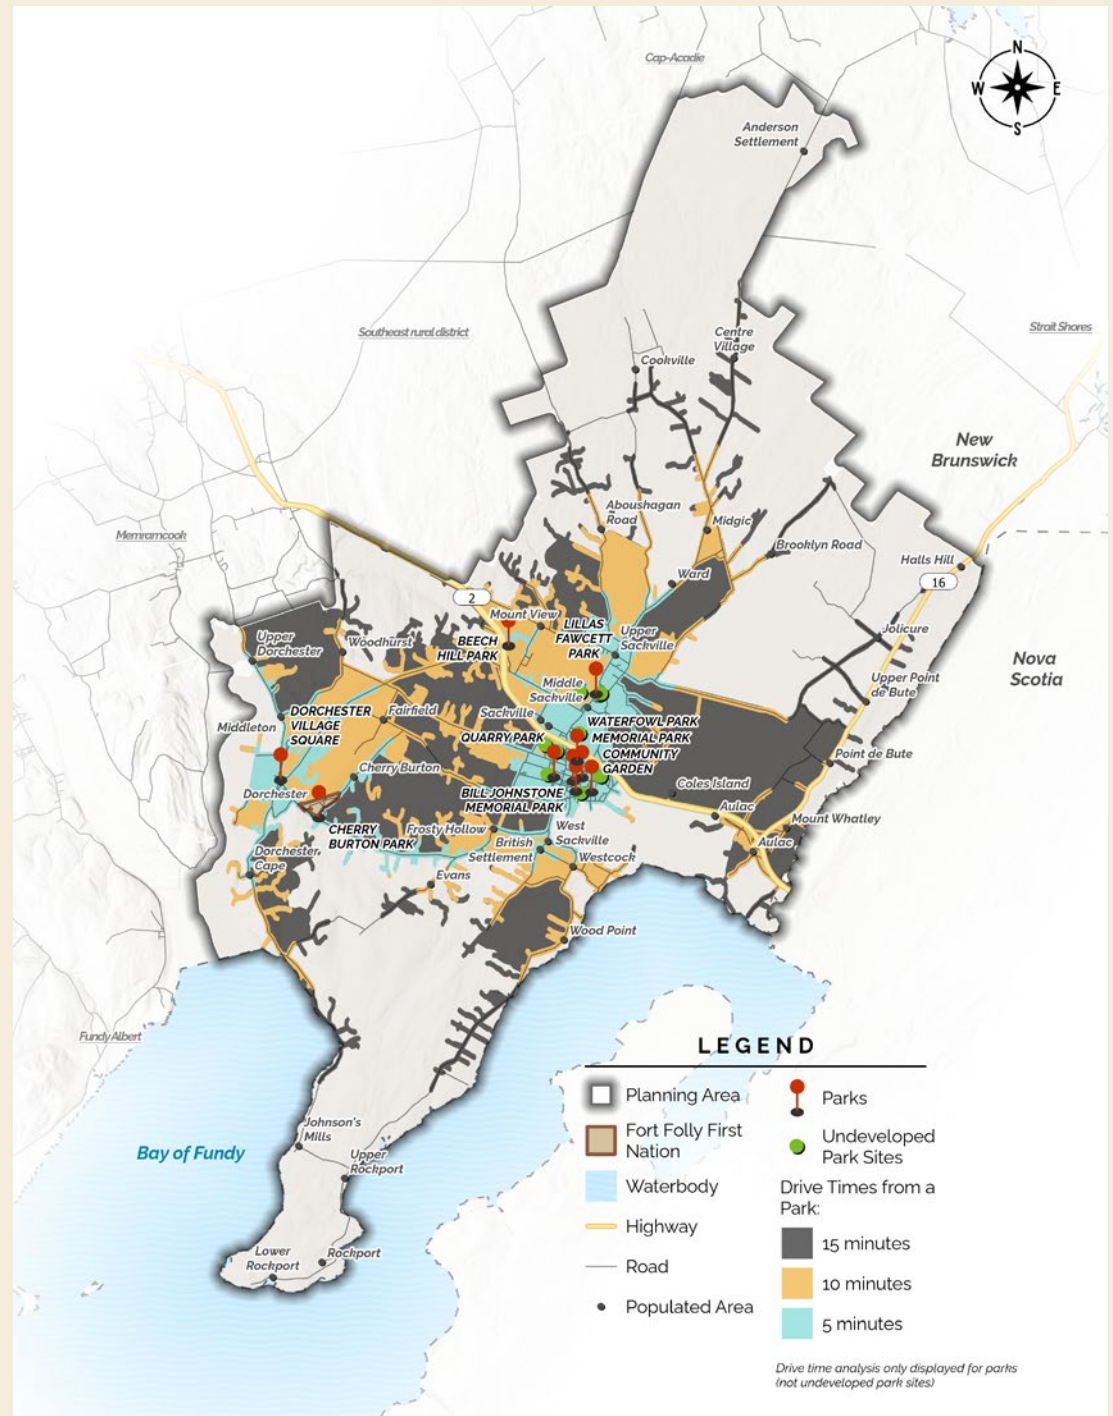 Cap-Acadie
N
W
E
S
Anderson
Settlement
Southeast rural district
Centre
Village
Strait Shores
Cookville
New
Brunswick
Memramcook
Aboushagan
Road
Midgic
Brooklyn Road
Halls Hill
16
2
Ward
Mount View
LILLAS
FAWCETT
PARK
Upper
Sackville
BEECH
HILL PARK
Jolicure
Upper
Dorchester
Woodhurst
Nova
Scotia
Middle
Sackville
Upper Point
de Bute
Middleton
DORCHESTER
VILLAGE
SQUARE
Fairfield
Sackville
QUARRY PARK
WATERFOWL PARK
MEMORIAL PARK
COMMUNITY
GARDEN
Point de Bute
Cherry Burton
Dorchester
BILL JOHNSTONE
MEMORIAL PARK
Coles Island
Aulac
Mount Whatley
CHERRY
BURTON PARK
Frosty Hollow
British
Settlement
West
Sackville
Aulac
Dorchester
Cape
Westcock
Evans
Wood Point
Fundy Albert
Bay of Fundy
Johnson's
Mills
Upper
Rockport
Lower
Rockport
Rockport
LEGEND
Planning Area
Fort Folly First
Nation
Waterbody
Highway
Road
Populated Area
Parks
Undeveloped
Park Sites
Drive Times from a
Park:
15 minutes
10 minutes
5 minutes
Drive time analysis only displayed for parks
(not undeveloped park sites)